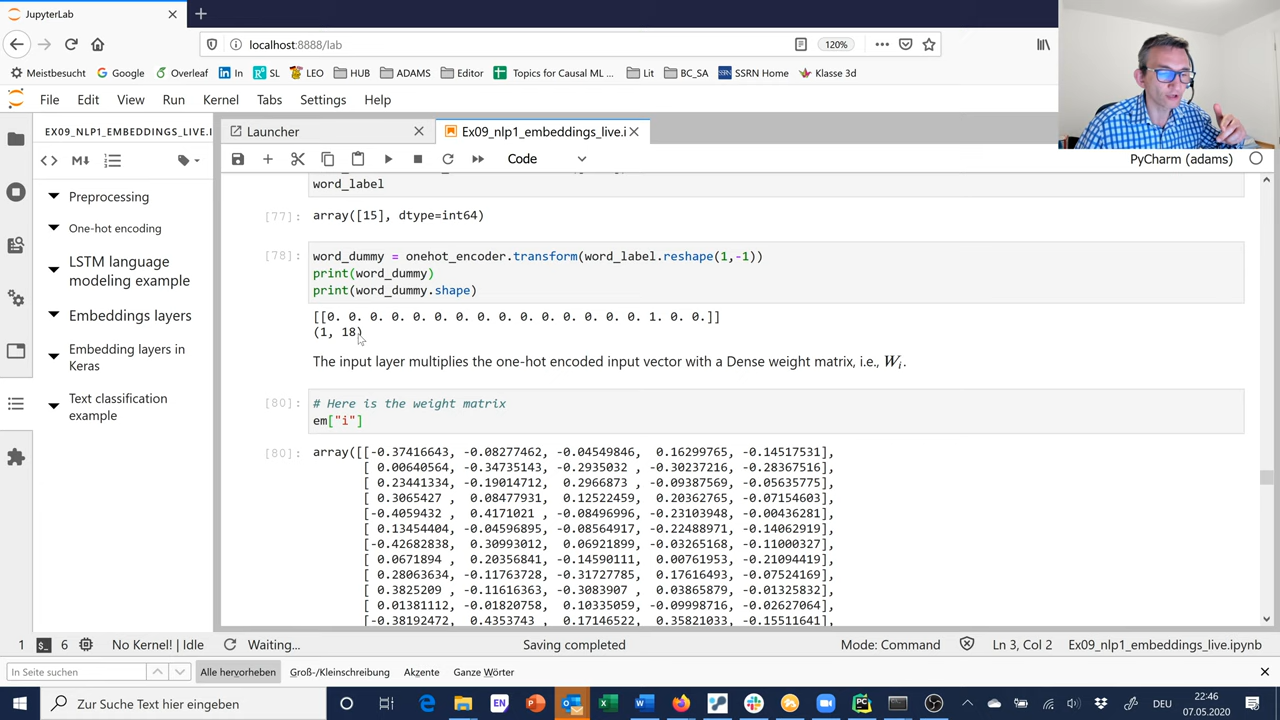 JupyterLab
localhost:8888/lab
120%
Meistbesucht
Google
Overleaf
In
SL
LEO
HUB
ADAMS
Editor
Topics for Causal ML ...
Lit
BC_SA
SSRN Home
Klasse 3d
File Edit View Run Kernel Tabs Settings Help
PyCharm (adams)
EX09_NLP1_EMBEDDINGS_LIVE.I
Launcher
Ex09_nlp1_embeddings_live.i
Code
Preprocessing
One-hot encoding
LSTM language
modeling example
Embeddings layers
Embedding layers in
Keras
Text classification
example
word_label
[77]: array([15], dtype=int64)
[78]: word_dummy = onehot_encoder.transform(word_label.reshape(1,-1))
print(word_dummy)
print(word_dummy.shape)
[[0. 0. 0. 0. 0. 0. 0. 0. 0. 0. 0. 0. 0. 0. 0. 1. 0. 0.]]
(1, 18)
The input layer multiplies the one-hot encoded input vector with a Dense weight matrix, i.e., Wi.
[80]: # Here is the weight matrix
em["i"]
[80]: array([[-0.37416643, -0.08277462, -0.04549846, 0.16299765, -0.14517531],
[ 0.00640564, -0.34735143, -0.2935032 , -0.30237216, -0.28367516],
[ 0.23441334, -0.19014712, 0.2966873 , -0.09387569, -0.05635775],
[ 0.3065427 , 0.08477931, 0.12522459, 0.20362765, -0.07154603],
[-0.4059432 , 0.4171021 , -0.08496996, -0.23103948, -0.00436281],
[ 0.13454404, -0.04596895, -0.08564917, -0.22488971, -0.14062919],
[-0.42682838, 0.30993012, 0.06921899, -0.03265168, -0.11000327],
[ 0.0671894 , 0.20356841, -0.14590111, 0.00761953, -0.21094419],
[ 0.28063634, -0.11763728, -0.31727785, 0.17616493, -0.07524169],
[ 0.3825209 , -0.11616363, -0.3083907 , 0.03865879, -0.01325832],
[ 0.01381112, -0.01820758, 0.10335059, -0.09998716, -0.02627064],
[-0.38192472, 0.4353743 , 0.17146522, 0.35821033, -0.15511641],
1 6 No Kernel! | Idle Waiting... Saving completed Mode: Command Ln 3, Col 2 Ex09_nlp1_embeddings_live.ipynb
In Seite suchen Alle hervorheben Groß-/Kleinschreibung Akzente Ganze Wörter
Zur Suche Text hier eingeben
EN
DEU
22:46
07.05.2020